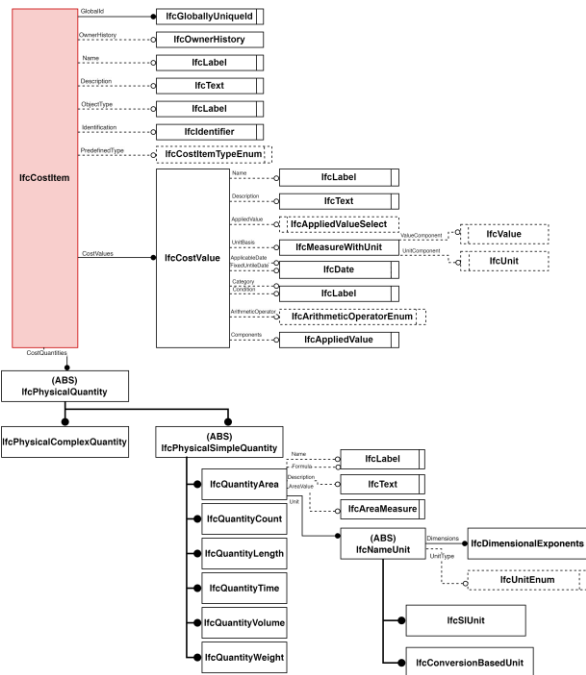 GlobalId
IfcGloballyUniqueId
OwnerHistory
IfcOwnerHistory
Name
IfcLabel
Description
IfcText
ObjectType
IfcLabel
Identification
IfcIdentifier
PredefinedType
IfcCostItemTypeEnum
IfcCostItem
CostValues
IfcCostValue
Name
IfcLabel
Description
IfcText
AppliedValue
IfcAppliedValueSelect
UnitBasis
IfcMeasureWithUnit
ValueComponent
IfcValue
UnitComponent
IfcUnit
ApplicableDate
FixedUntileDate
IfcDate
Category
Condition
IfcLabel
ArithmeticOperator
IfcArithmeticOperatorEnum
Components
IfcAppliedValue
CostQuantities
(ABS)
IfcPhysicalQuantity
IfcPhysicalComplexQuantity
(ABS)
IfcPhysicalSimpleQuantity
IfcQuantityArea
IfcQuantityCount
IfcQuantityLength
IfcQuantityTime
IfcQuantityVolume
IfcQuantityWeight
Name
Formula
IfcLabel
Description
IfcText
AreaValue
IfcAreaMeasure
Unit
(ABS)
IfcNameUnit
Dimensions
IfcDimensionalExponents
UnitType
IfcUnitEnum
IfcSIUnit
IfcConversionBasedUnit